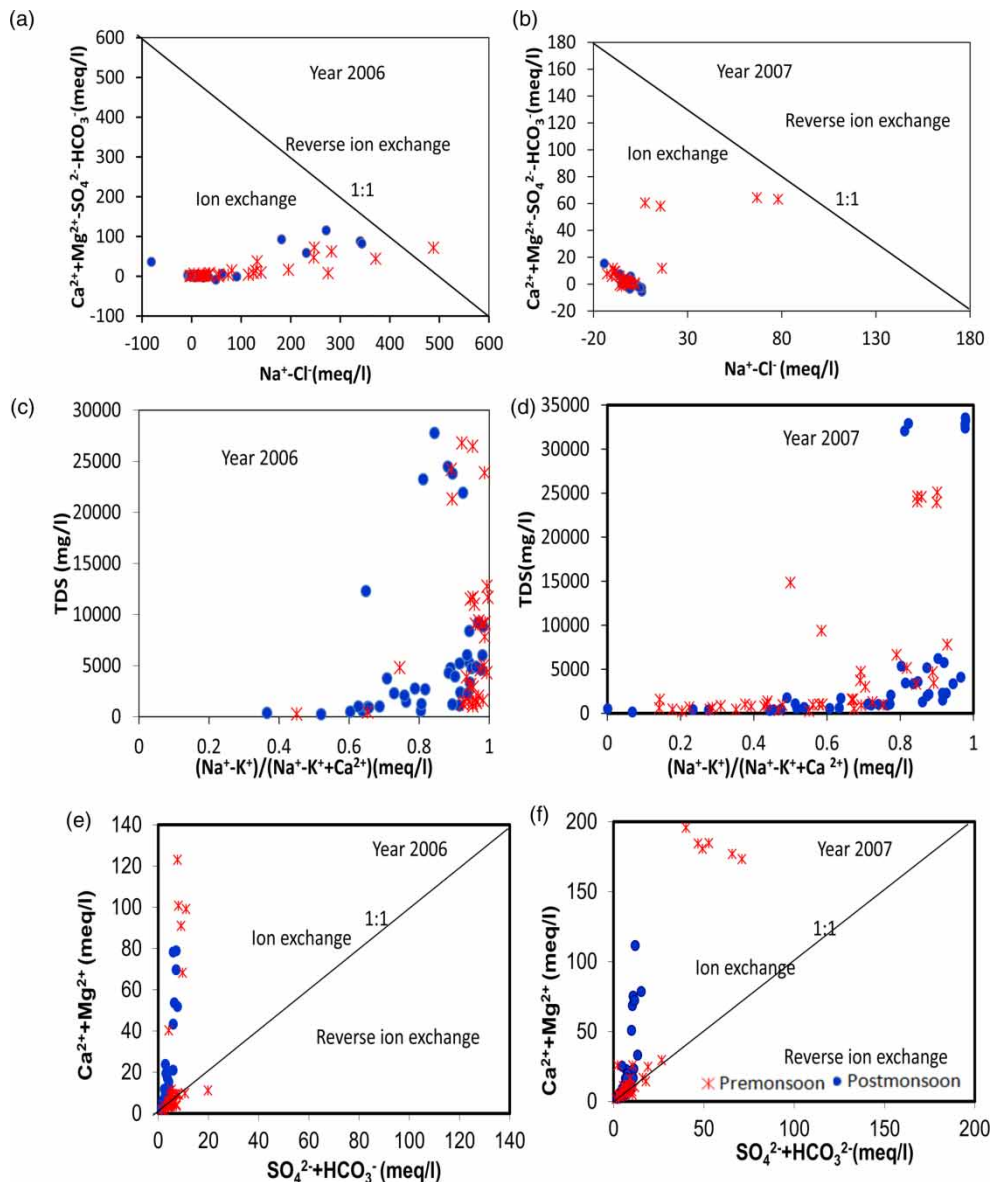 (a)
Ca²⁺+Mg²⁺-SO₄²⁻-HCO₃⁻(meq/l)
600
500
400
300
200
100
0
-100
Year 2006
Reverse ion exchange
Ion exchange
1:1
-100 0 100 200 300 400 500 600
Na⁺-Cl⁻(meq/l)
(b)
Ca²⁺+Mg²⁺-SO₄²⁻-HCO₃⁻(meq/l)
180
160
140
120
100
80
60
40
20
0
-20
Year 2007
Reverse ion exchange
Ion exchange
1:1
-20 30 80 130 180
Na⁺-Cl⁻(meq/l)
(c)
TDS (mg/l)
30000
25000
20000
15000
10000
5000
0
Year 2006
0 0.2 0.4 0.6 0.8 1
(Na⁺-K⁺)/(Na⁺-K⁺+Ca²⁺)(meq/l)
(d)
TDS(mg/l)
35000
30000
25000
20000
15000
10000
5000
0
Year 2007
0 0.2 0.4 0.6 0.8 1
(Na⁺-K⁺)/(Na⁺-K⁺+Ca ²⁺) (meq/l)
(e)
Ca²⁺+Mg²⁺ (meq/l)
140
120
100
80
60
40
20
0
Year 2006
1:1
Ion exchange
Reverse ion exchange
0 20 40 60 80 100 120 140
SO₄²⁻+HCO₃⁻ (meq/l)
(f)
Ca²⁺+Mg²⁺ (meq/l)
200
150
100
50
0
Year 2007
1:1
Ion exchange
Reverse ion exchange
Premonsoon Postmonsoon
0 50 100 150 200
SO₄²⁻+HCO₃²⁻ (meq/l)